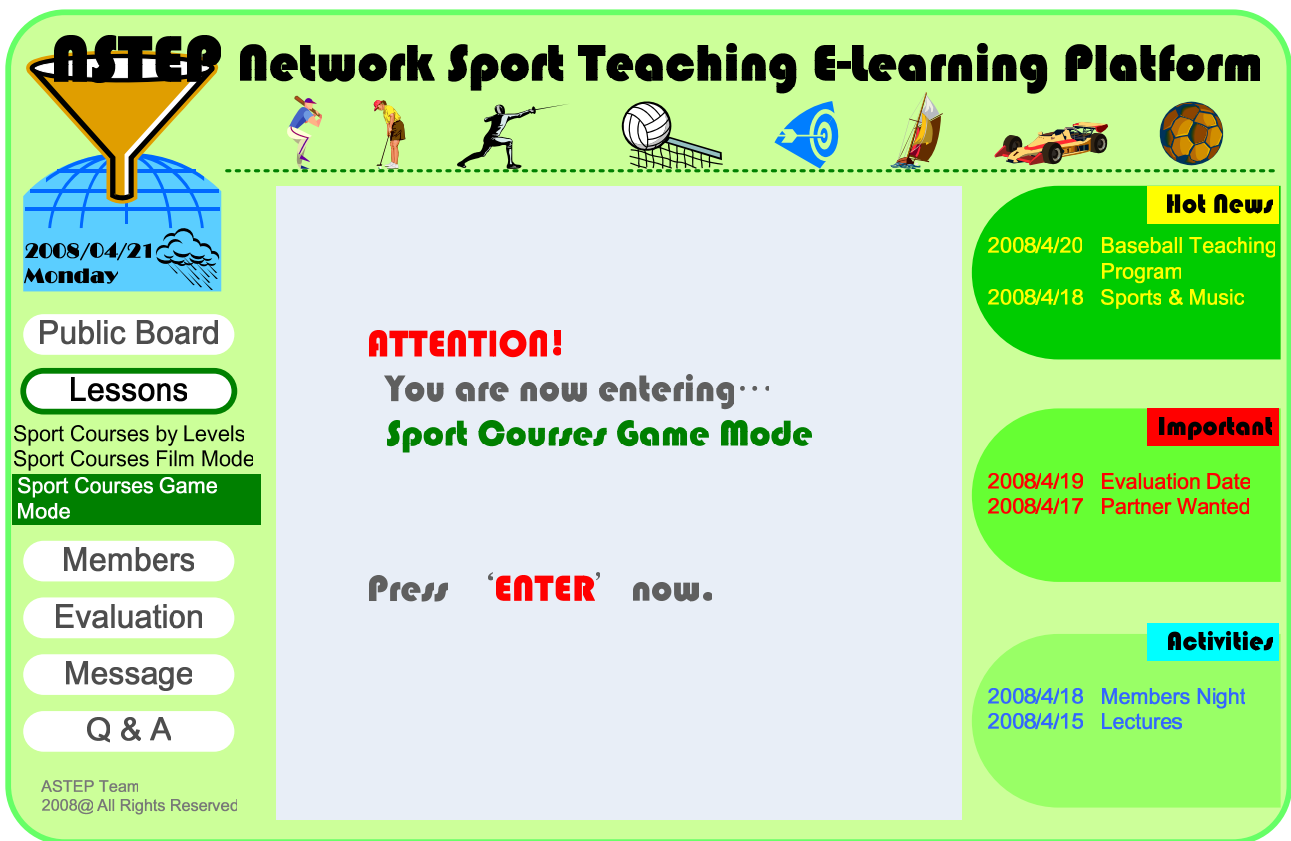 ASTEP Network Sport Teaching E-Learning Platform
2008/04/21
Monday
Public Board
Lessons
Sport Courses by Levels
Sport Courses Film Mode
Sport Courses Game
Mode
Members
Evaluation
Message
Q & A
ASTEP Team
2008@ All Rights Reserved
ATTENTION!
You are now entering…
Sport Courses Game Mode
Press ‘ENTER’ now.
Hot News
2008/4/20 Baseball Teaching
Program
2008/4/18 Sports & Music
Important
2008/4/19 Evaluation Date
2008/4/17 Partner Wanted
Activities
2008/4/18 Members Night
2008/4/15 Lectures